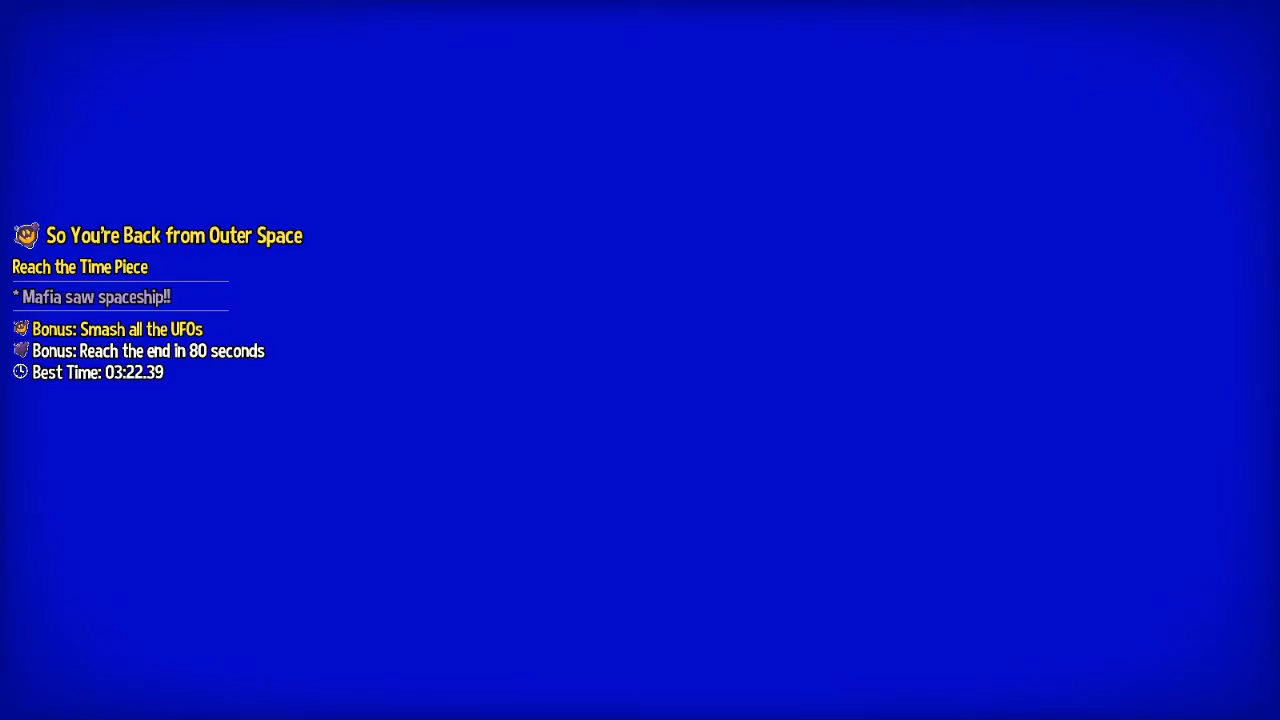 So You're Back from Outer Space
Reach the Time Piece
* Mafia saw spaceship!!
Bonus: Smash all the UFOs
Bonus: Reach the end in 80 seconds
Best Time: 03:22.39